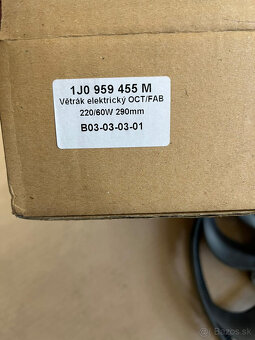 1J0 959 455 M
Větrák elektrický OCT/FAB
220/60W 290mm
B03-03-03-01
Bazos.sk